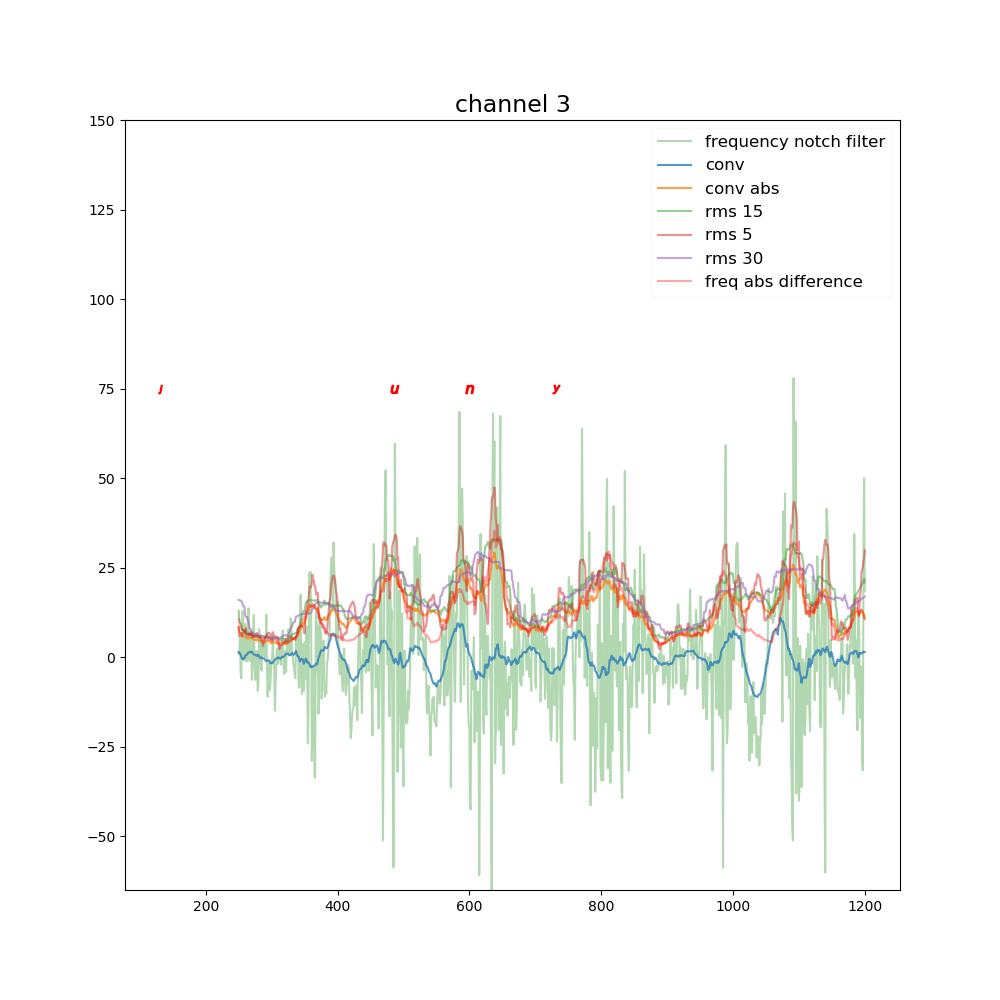 channel 3
150
frequency notch filter
conv
conv abs
rms 15
rms 5
rms 30
freq abs difference
125
100
75
j u n y
50
25
0
−25
−50
200 400 600 800 1000 1200